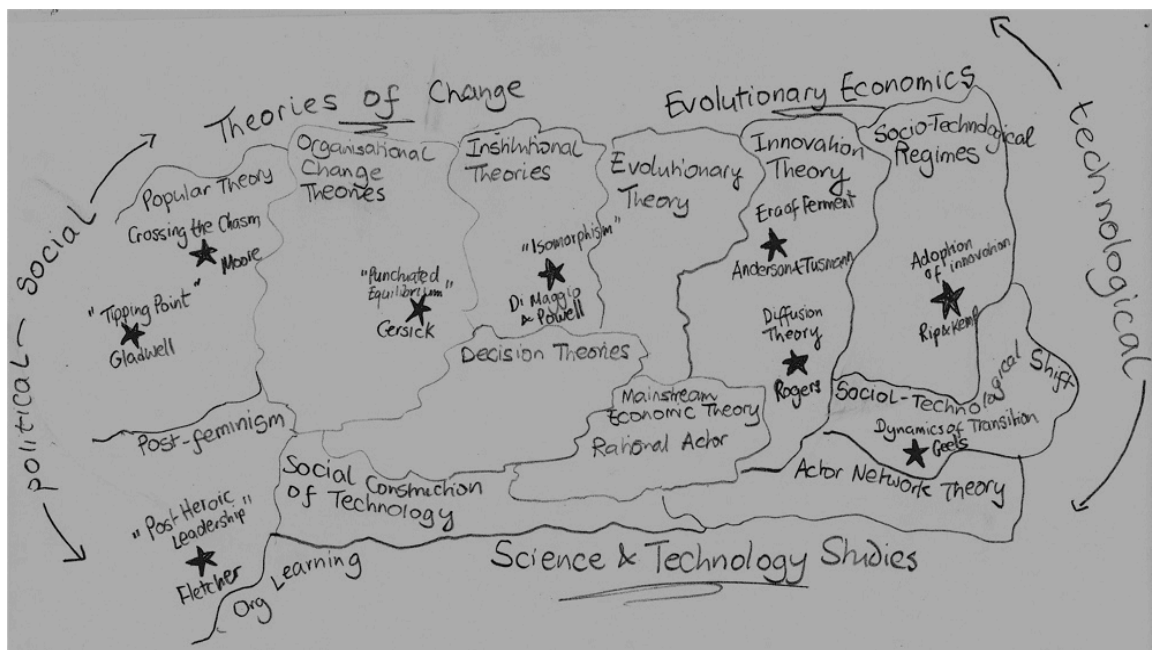 Theories of Change
Evolutionary Economics
technological
political — social
Popular Theory
Crossing the Chasm
Moore
"Tipping Point"
Gladwell
Organisational
Change
Theories
"Punctuated
Equilibrium"
Gersick
Institutional
Theories
"Isomorphism"
Di Maggio
& Powell
Decision Theories
Evolutionary
Theory
Mainstream
Economic Theory
Rational Actor
Innovation
Theory
Era of Ferment
Anderson & Tusmann
Diffusion
Theory
Rogers
Socio-Technological
Regimes
Adoption
of innovation
Rip & Kemp
Sociol-Technological
Shift
Dynamics of Transition
Geels
Actor Network Theory
Post-feminism
"Post Heroic
Leadership"
Fletcher
Social Construction
of Technology
Org Learning
Science & Technology Studies